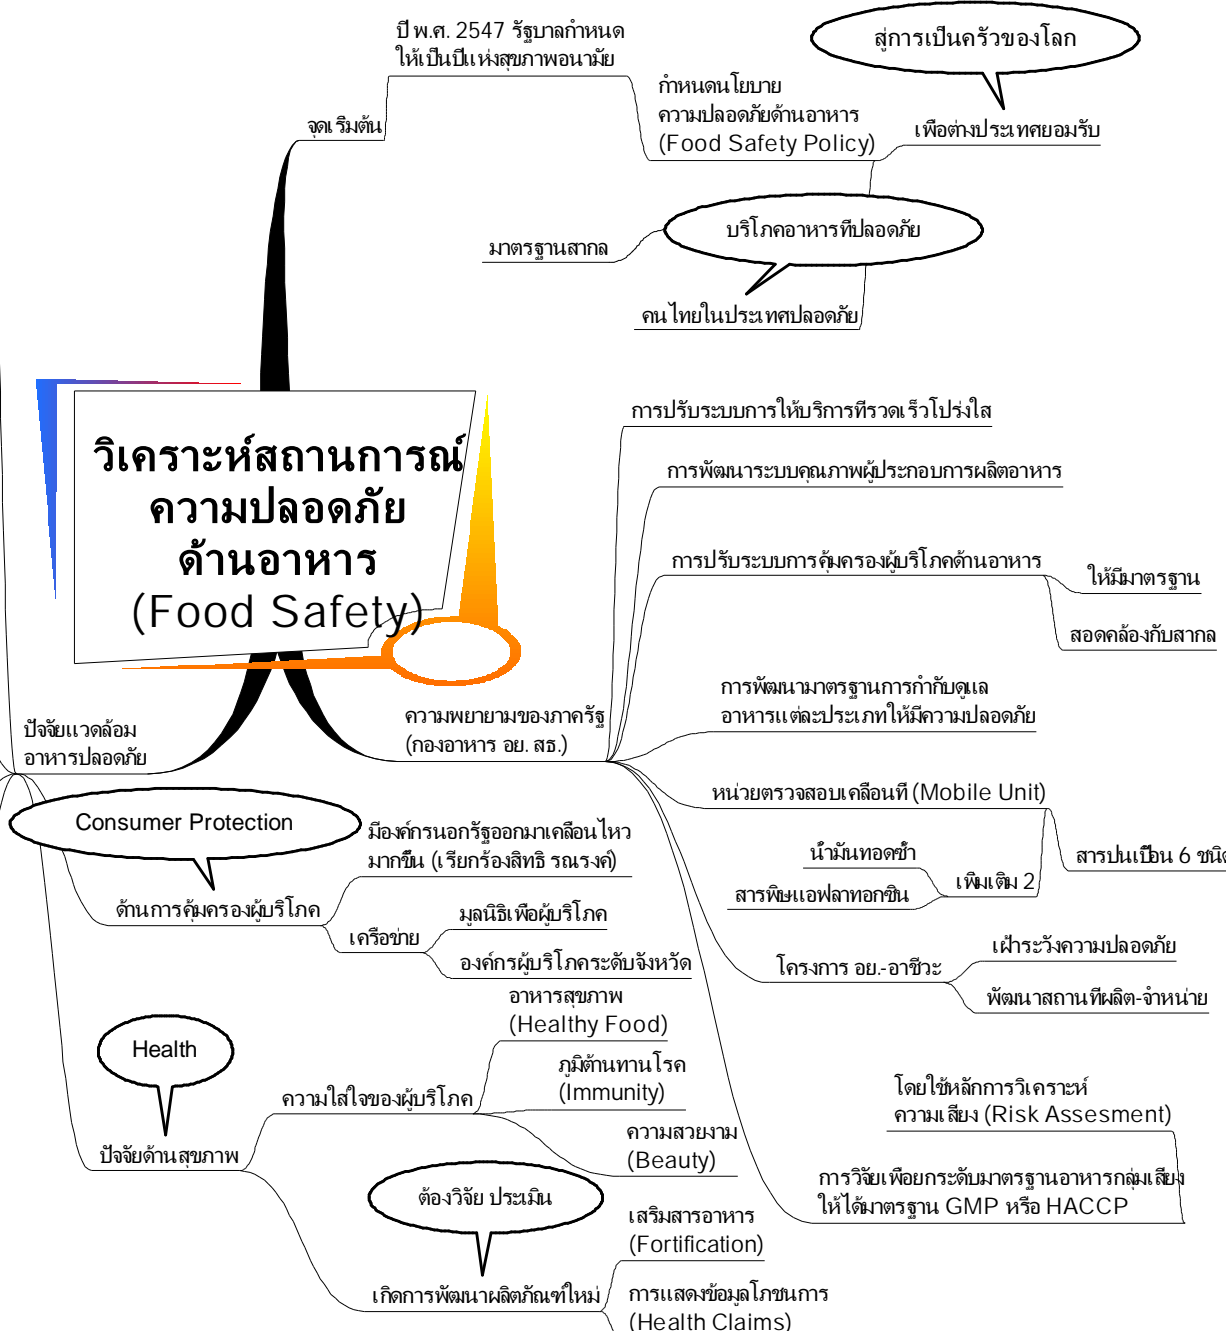 ปี พ.ศ. 2547 รัฐบาลกำหนด
ให้เป็นปีแห่งสุขภาพอนามัย
สู่การเป็นครัวของโลก
กำหนดนโยบาย
ความปลอดภัยด้านอาหาร
(Food Safety Policy)
จุดเริ่มต้น
เพื่อต่างประเทศยอมรับ
บริโภคอาหารที่ปลอดภัย
มาตรฐานสากล
คนไทยในประเทศปลอดภัย
วิเคราะห์สถานการณ์
ความปลอดภัย
ด้านอาหาร
(Food Safety)
การปรับระบบการให้บริการที่รวดเร็วโปร่งใส
การพัฒนาระบบคุณภาพผู้ประกอบการผลิตอาหาร
การปรับระบบการคุ้มครองผู้บริโภคด้านอาหาร
ให้มีมาตรฐาน
สอดคล้องกับสากล
ความพยายามของภาครัฐ
(กองอาหาร อย. สธ.)
การพัฒนามาตรฐานการกำกับดูแล
อาหารแต่ละประเภทให้มีความปลอดภัย
หน่วยตรวจสอบเคลื่อนที่ (Mobile Unit)
สารปนเปื้อน 6 ชนิด
เพิ่มเติม 2
น้ำมันทอดซ้ำ
สารพิษแอฟลาทอกซิน
โครงการ อย.-อาชีวะ
เฝ้าระวังความปลอดภัย
พัฒนาสถานที่ผลิต-จำหน่าย
โดยใช้หลักการวิเคราะห์
ความเสี่ยง (Risk Assesment)
การวิจัยเพื่อยกระดับมาตรฐานอาหารกลุ่มเสี่ยง
ให้ได้มาตรฐาน GMP หรือ HACCP
ปัจจัยแวดล้อม
อาหารปลอดภัย
Consumer Protection
ด้านการคุ้มครองผู้บริโภค
มีองค์กรนอกรัฐออกมาเคลื่อนไหว
มากขึ้น (เรียกร้องสิทธิ รณรงค์)
เครือข่าย
มูลนิธิเพื่อผู้บริโภค
องค์กรผู้บริโภคระดับจังหวัด
Health
ปัจจัยด้านสุขภาพ
ความใส่ใจของผู้บริโภค
อาหารสุขภาพ
(Healthy Food)
ภูมิต้านทานโรค
(Immunity)
ความสวยงาม
(Beauty)
ต้องวิจัย ประเมิน
เกิดการพัฒนาผลิตภัณฑ์ใหม่
เสริมสารอาหาร
(Fortification)
การแสดงข้อมูลโภชนการ
(Health Claims)